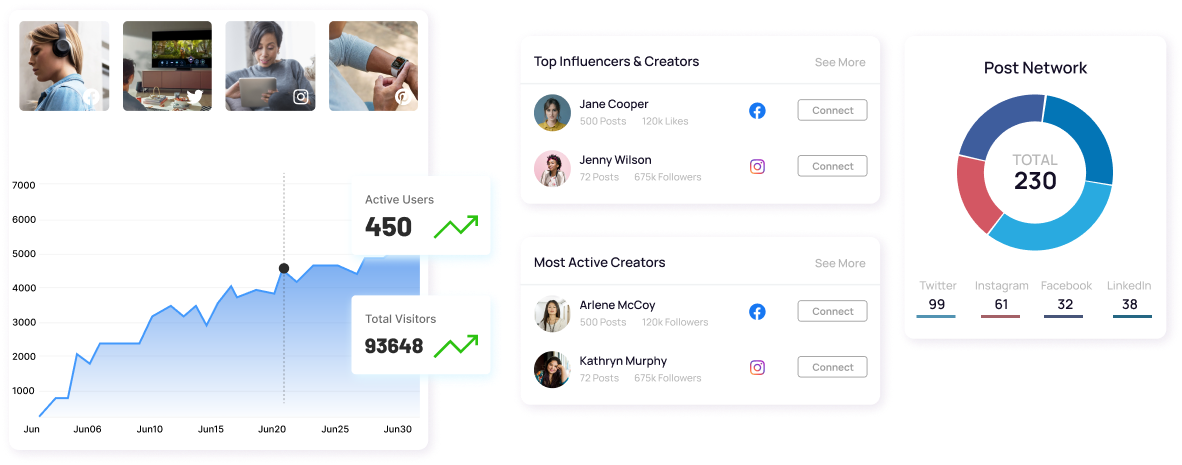 7000
6000
5000
4000
3000
2000
1000
Jun Jun06 Jun10 Jun15 Jun20 Jun25 Jun30
Active Users
450
Total Visitors
93648
Top Influencers & Creators See More
Jane Cooper
500 Posts 120k Likes
Connect
Jenny Wilson
72 Posts 675k Followers
Connect
Most Active Creators See More
Arlene McCoy
500 Posts 120k Followers
Connect
Kathryn Murphy
72 Posts 675k Followers
Connect
Post Network
TOTAL
230
Twitter Instagram Facebook LinkedIn
99 61 32 38